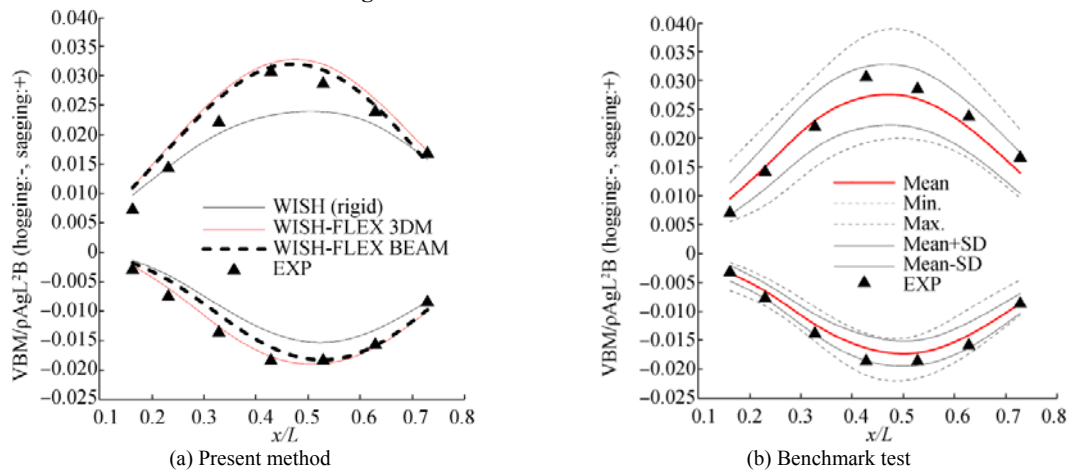 0.040
0.035
0.030
0.025
0.020
0.015
0.010
0.005
0
−0.005
−0.010
−0.015
−0.020
−0.025
VBM/ρAgL²B (hogging:-, sagging:+)
WISH (rigid)
WISH-FLEX 3DM
WISH-FLEX BEAM
EXP
0.1 0.2 0.3 0.4 0.5 0.6 0.7 0.8
x/L
(a) Present method
0.040
0.035
0.030
0.025
0.020
0.015
0.010
0.005
0
−0.005
−0.010
−0.015
−0.020
−0.025
VBM/ρAgL²B (hogging:-, sagging:+)
Mean
Min.
Max.
Mean+SD
Mean-SD
EXP
0.1 0.2 0.3 0.4 0.5 0.6 0.7 0.8
x/L
(b) Benchmark test